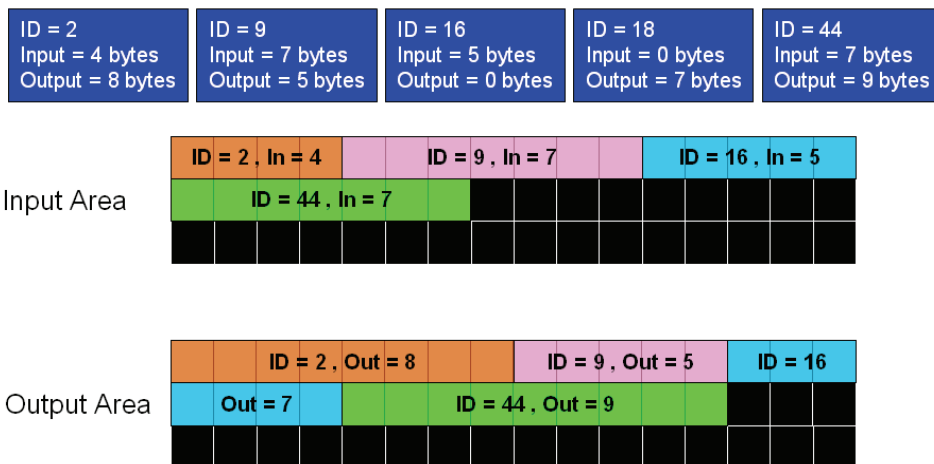 ID = 2
Input = 4 bytes
Output = 8 bytes
ID = 9
Input = 7 bytes
Output = 5 bytes
ID = 16
Input = 5 bytes
Output = 0 bytes
ID = 18
Input = 0 bytes
Output = 7 bytes
ID = 44
Input = 7 bytes
Output = 9 bytes
ID = 2 , In = 4
ID = 9 , In = 7
ID = 16 , In = 5
Input Area
ID = 44 , In = 7
ID = 2 , Out = 8
ID = 9 , Out = 5
ID = 16
Output Area
Out = 7
ID = 44 , Out = 9